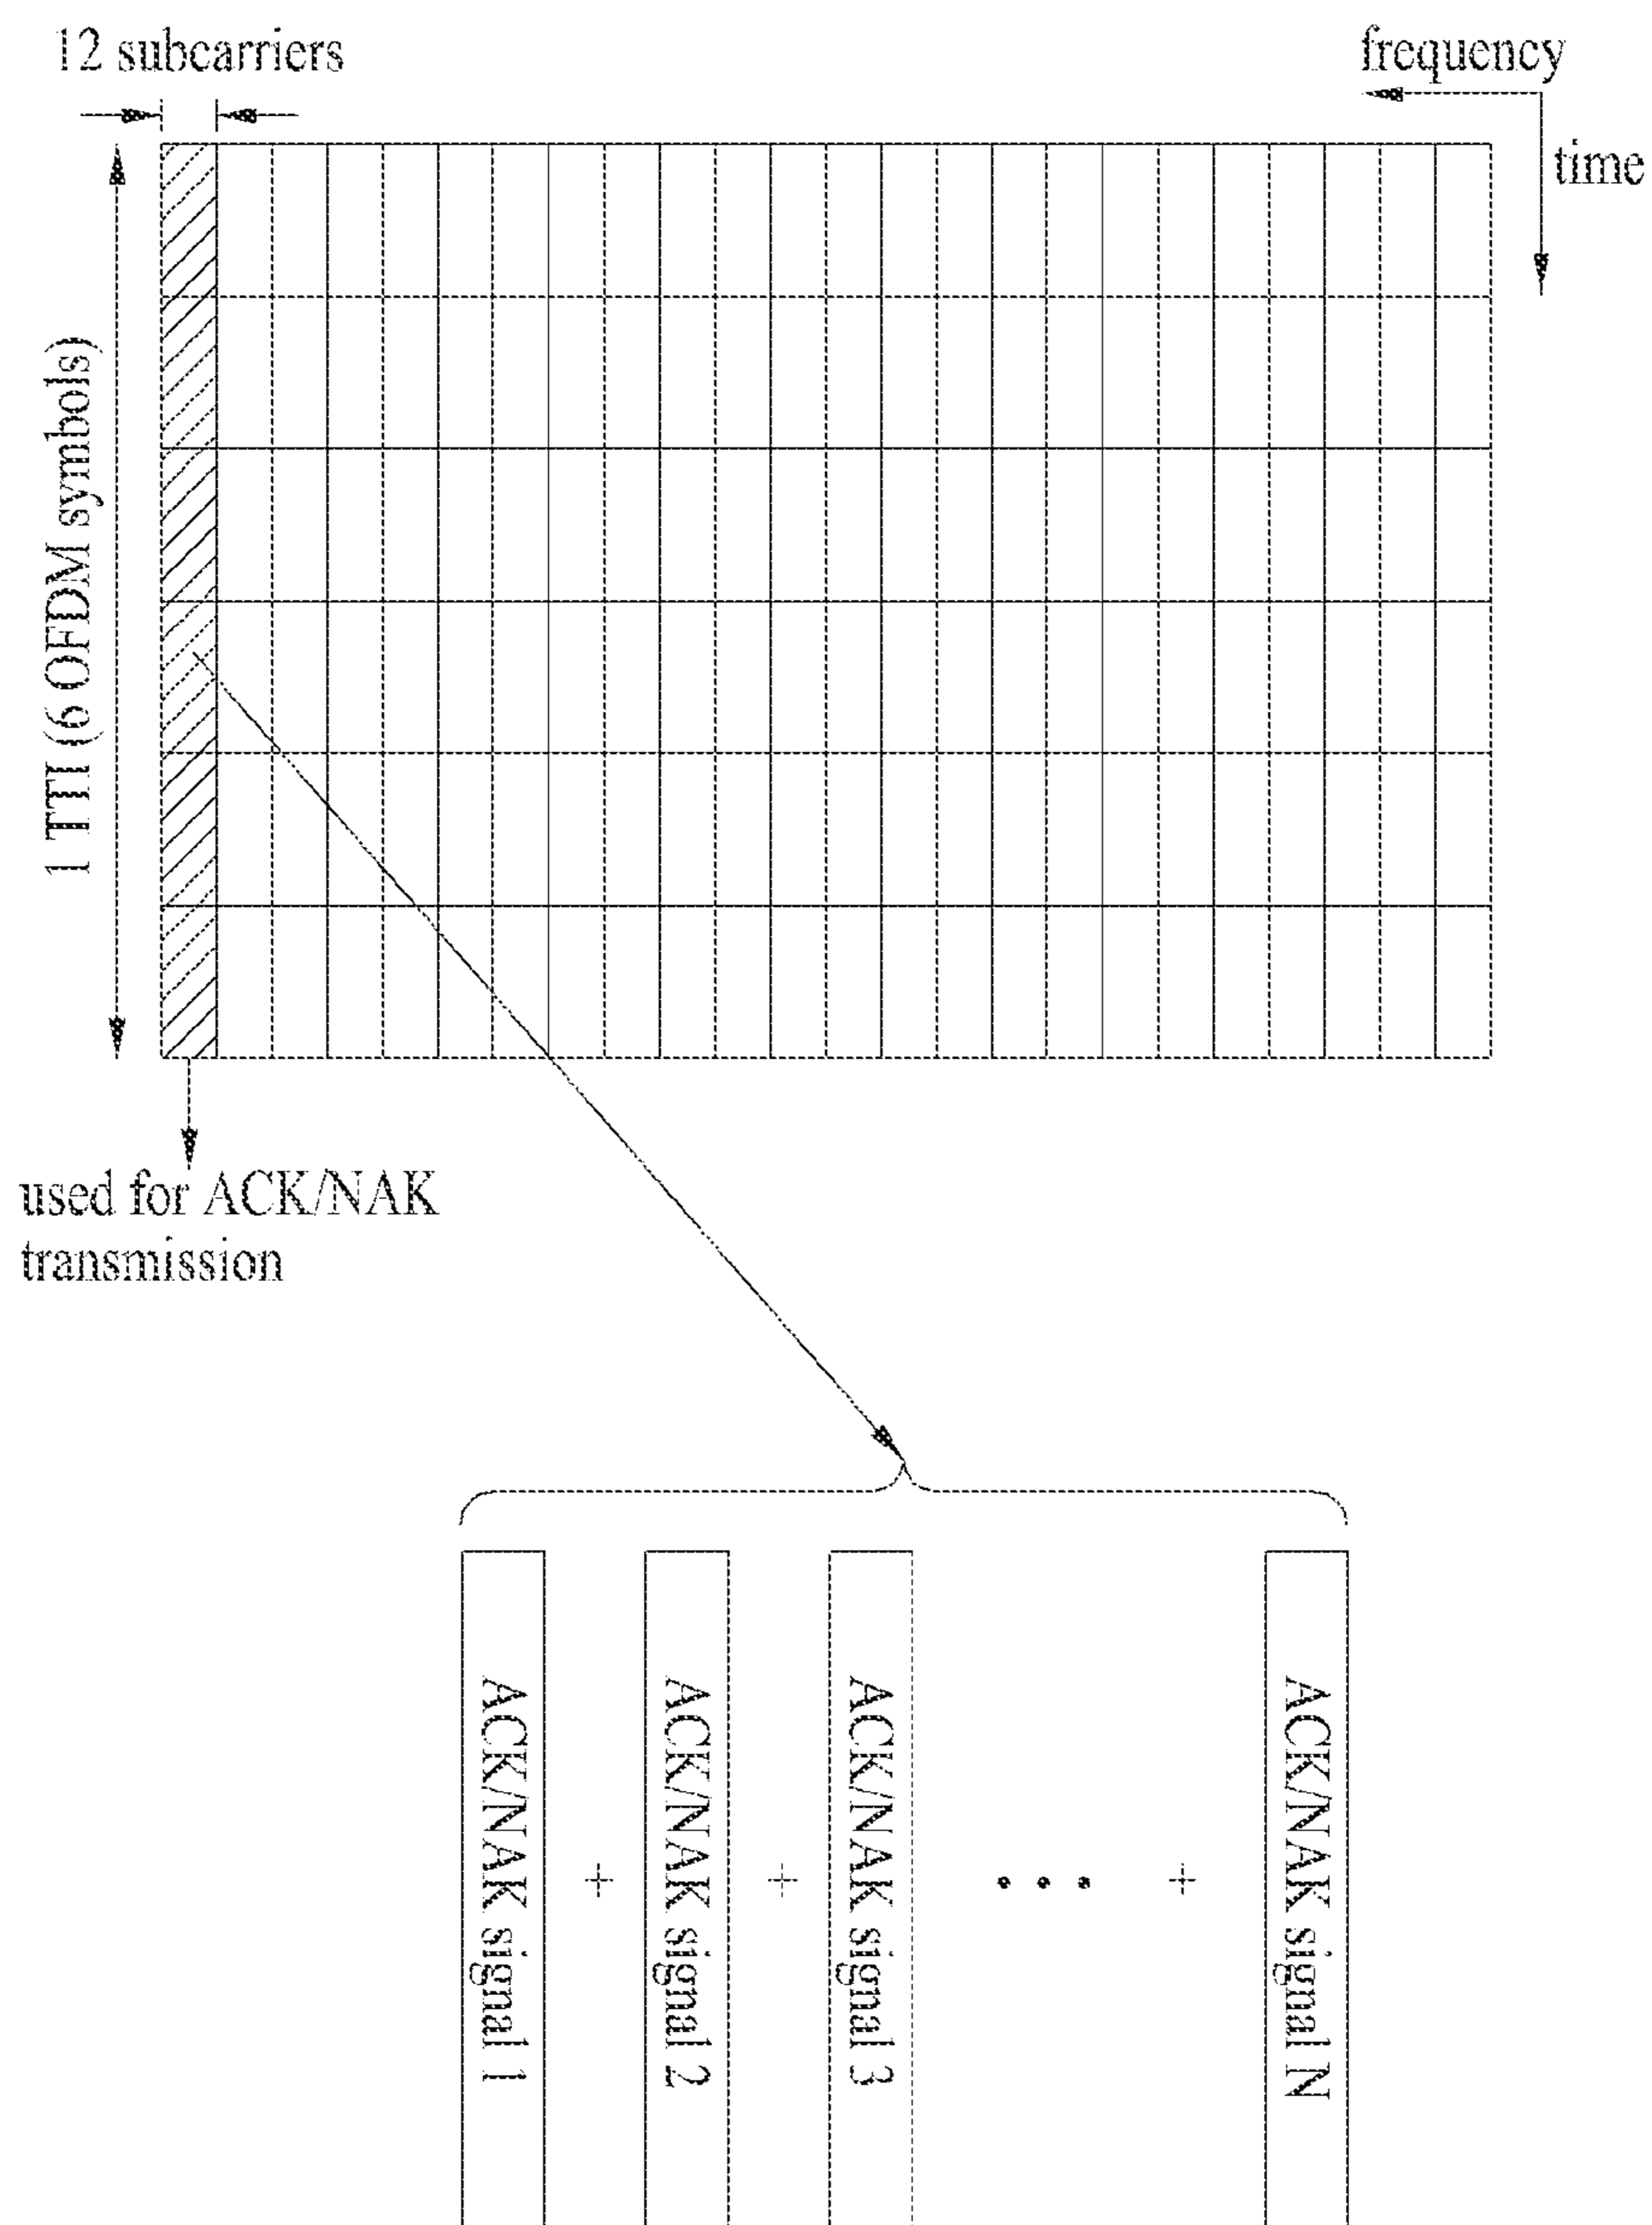 12 subcarriers
frequency
time
1 TTI (6 OFDM symbols)
used for ACK/NAK
transmission
ACK/NAK signal 1
+
ACK/NAK signal 2
+
ACK/NAK signal 3
• • •
+
ACK/NAK signal N